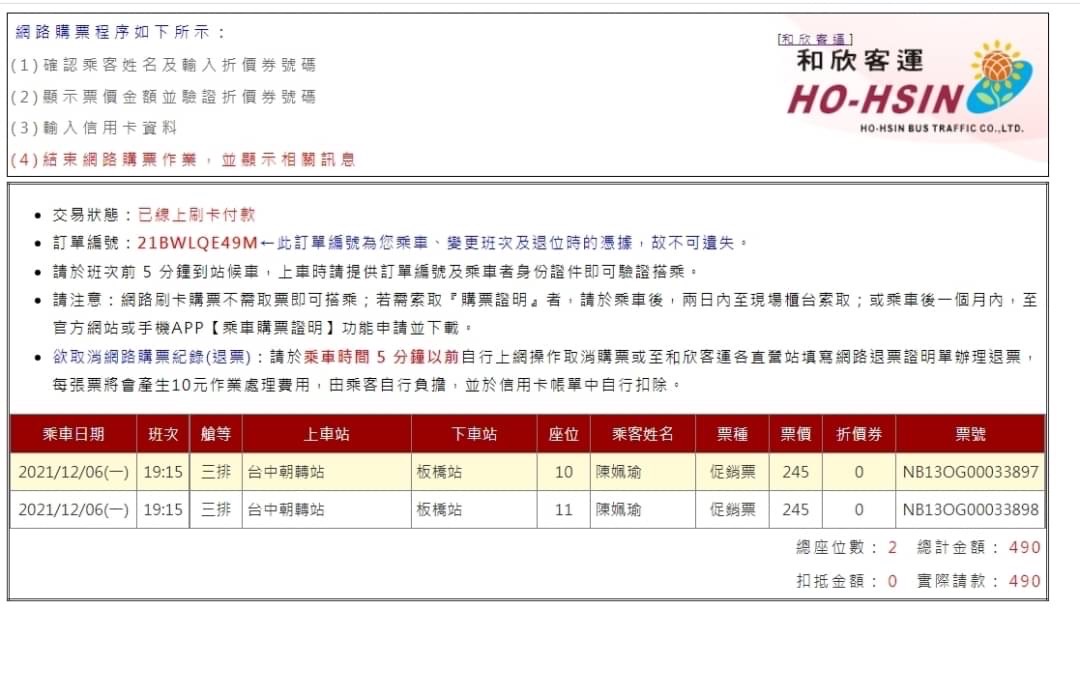 網路購票程序如下所示：
(1)確認乘客姓名及輸入折價券號碼
(2)顯示票價金額並驗證折價券號碼
(3)輸入信用卡資料
(4)結束網路購票作業，並顯示相關訊息
[和欣客運]
和欣客運
HO-HSIN
HO-HSIN BUS TRAFFIC CO.,LTD.
• 交易狀態：已線上刷卡付款
• 訂單編號：21BWLQE49M←此訂單編號為您乘車、變更班次及退位時的憑據，故不可遺失。
• 請於班次前 5 分鐘到站候車，上車時請提供訂單編號及乘車者身份證件即可驗證搭乘。
• 請注意：網路刷卡購票不需取票即可搭乘；若需索取『購票證明』者，請於乘車後，兩日內至現場櫃台索取；或乘車後一個月內，至
官方網站或手機APP【乘車購票證明】功能申請並下載。
• 欲取消網路購票紀錄(退票)：請於乘車時間 5 分鐘以前自行上網操作取消購票或至和欣客運各直營站填寫網路退票證明單辦理退票，
每張票將會產生10元作業處理費用，由乘客自行負擔，並於信用卡帳單中自行扣除。
乘車日期 班次 艙等 上車站 下車站 座位 乘客姓名 票種 票價 折價券 票號
2021/12/06(一) 19:15 三排 台中朝轉站 板橋站 10 陳姵瑜 促銷票 245 0 NB13OG00033897
2021/12/06(一) 19:15 三排 台中朝轉站 板橋站 11 陳姵瑜 促銷票 245 0 NB13OG00033898
總座位數：2 總計金額：490
扣抵金額：0 實際請款：490